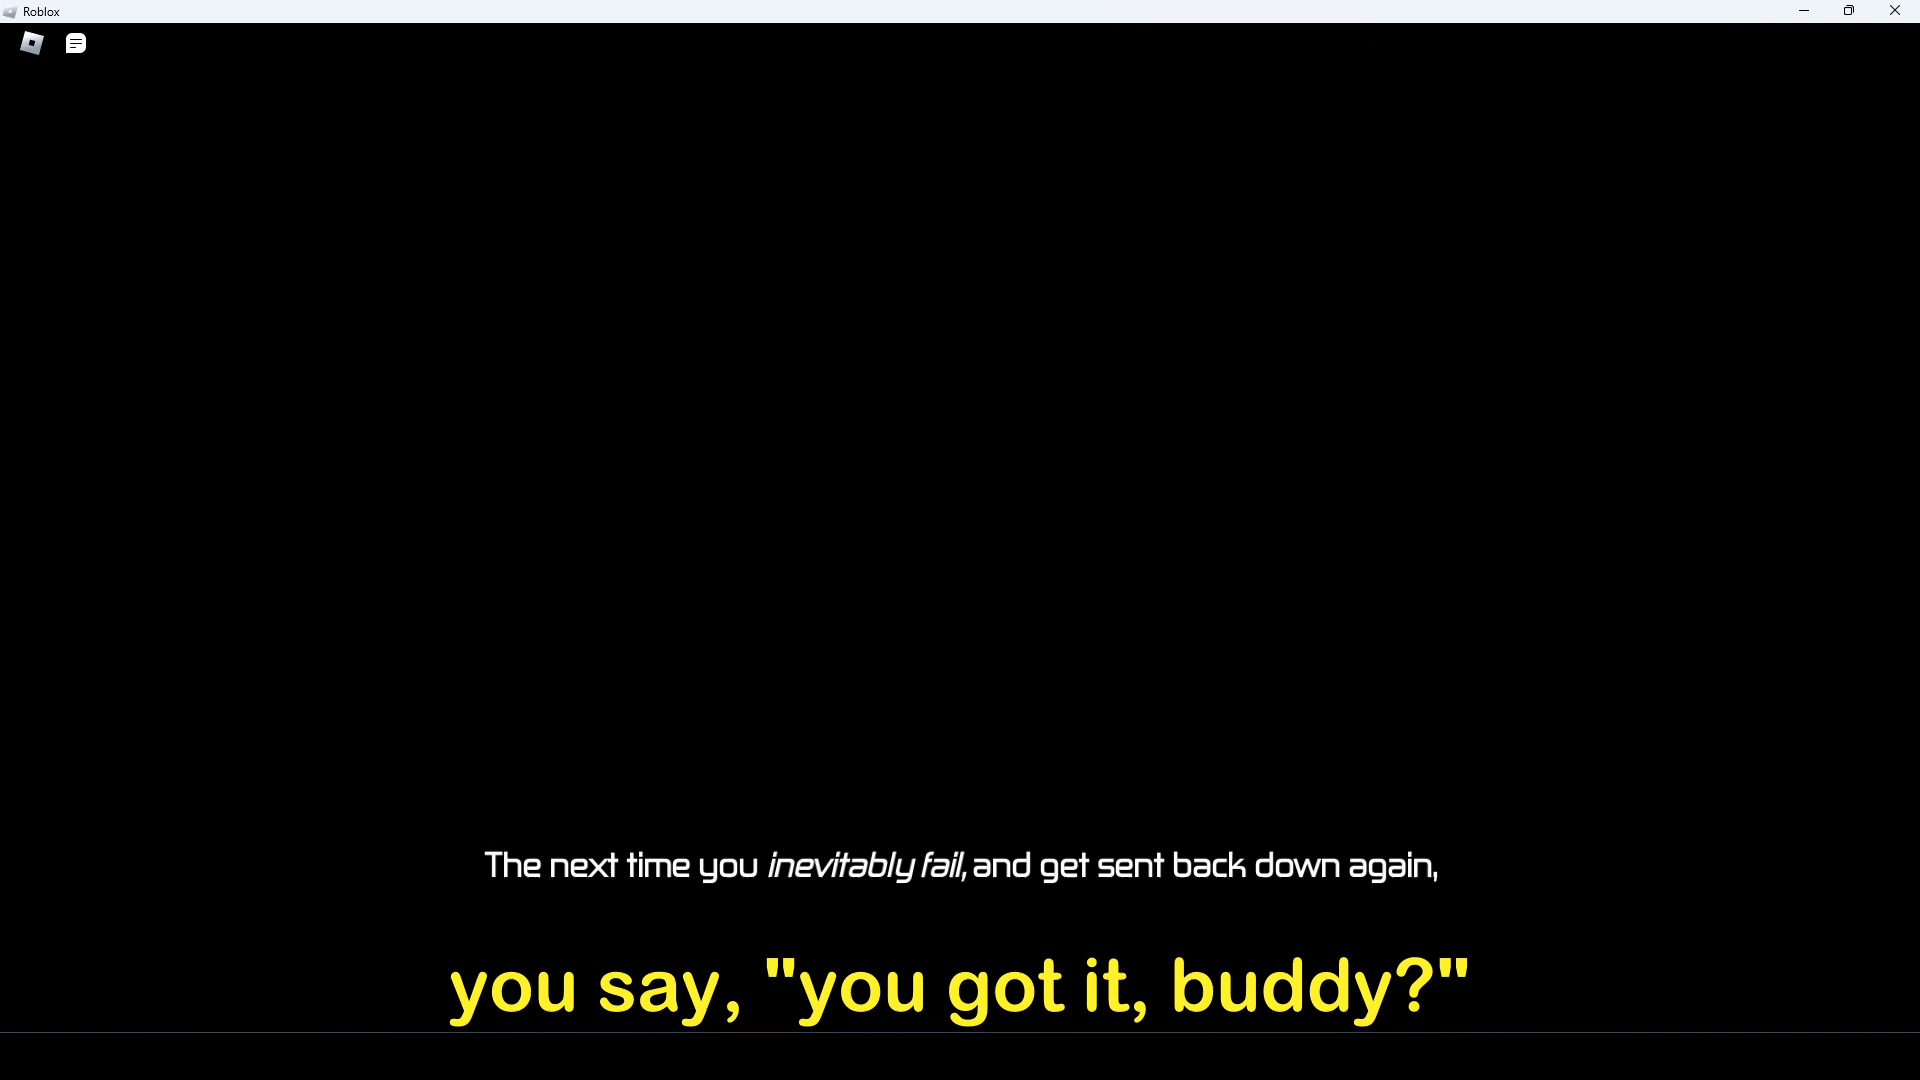 Roblox
The next time you inevitably fail, and get sent back down again,
you say, "you got it, buddy?"